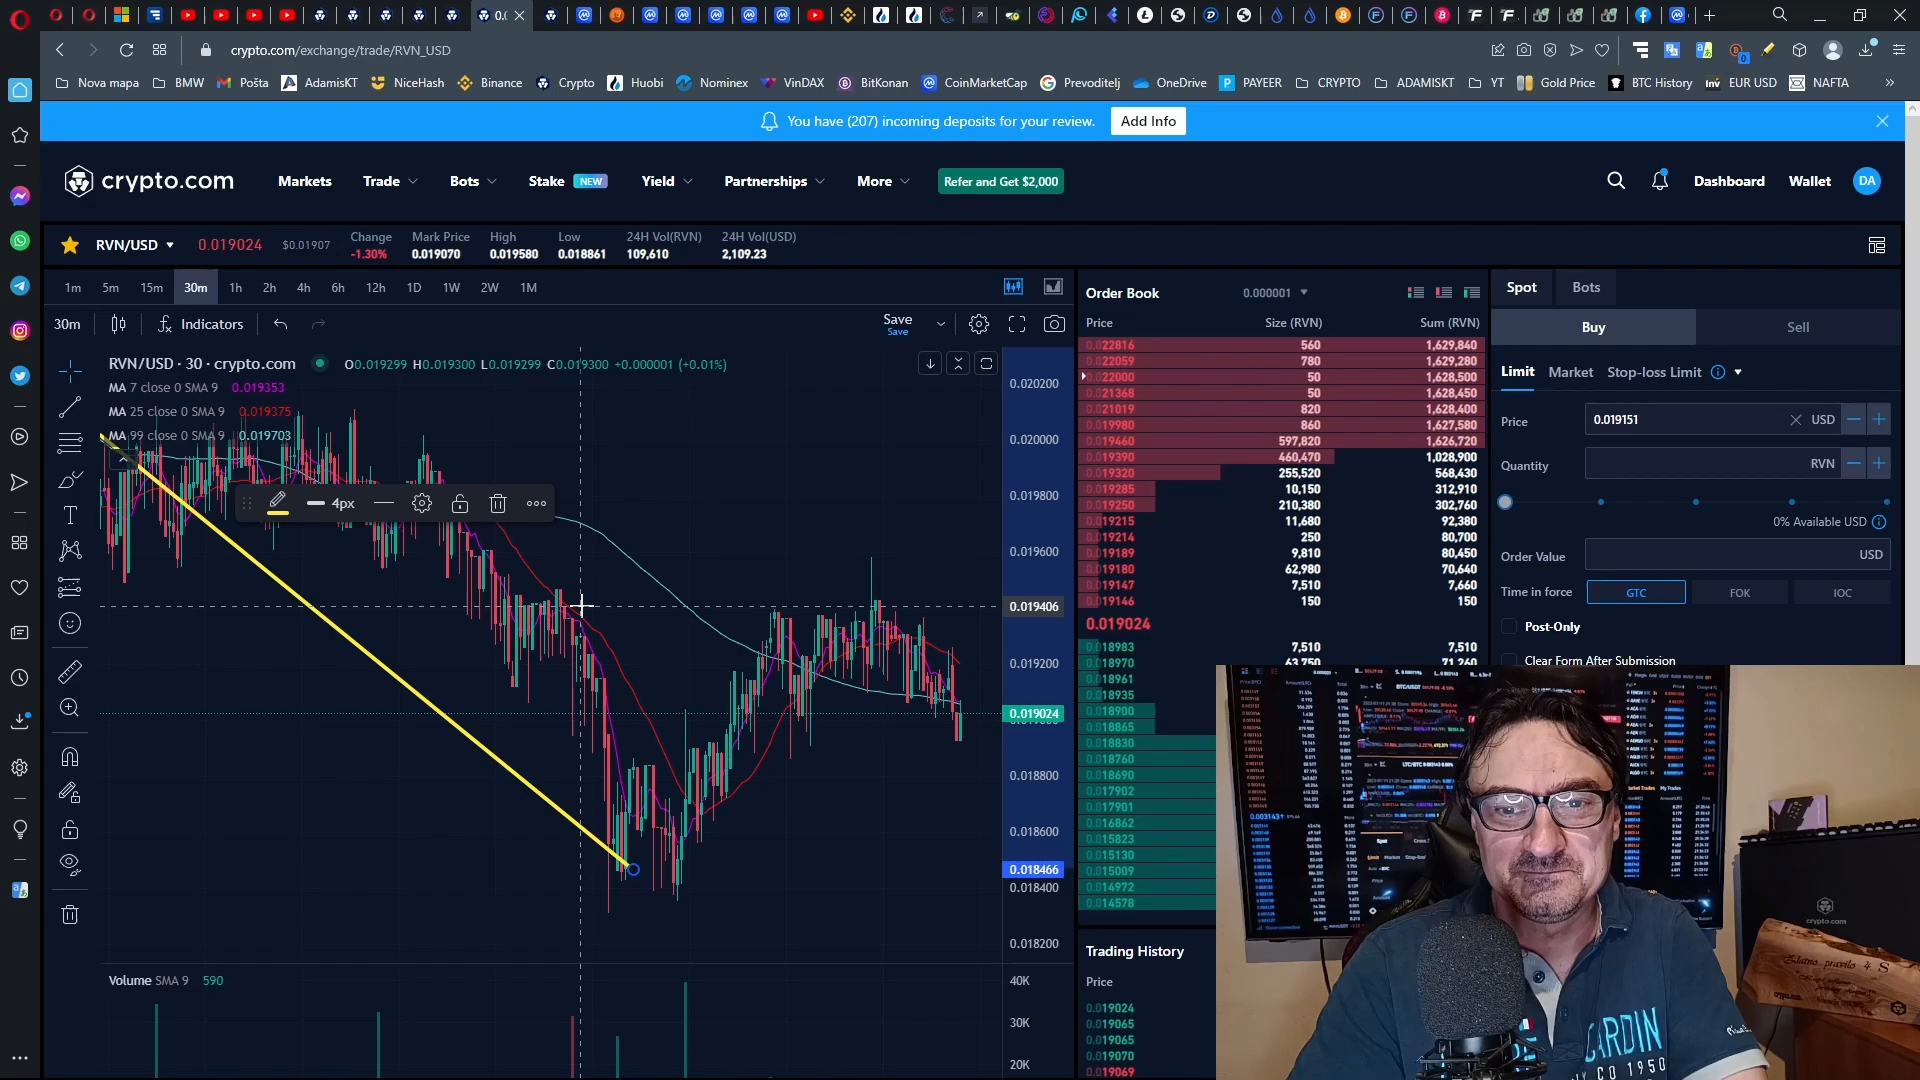 0.0
crypto.com/exchange/trade/RVN_USD
Nova mapa BMW Pošta AdamisKT NiceHash Binance Crypto Huobi Nominex VinDAX BitKonan CoinMarketCap Prevoditelj OneDrive PAYEER CRYPTO ADAMISKT YT Gold Price BTC History EUR USD NAFTA
You have (207) incoming deposits for your review. Add Info
crypto.com Markets Trade Bots Stake NEW Yield Partnerships More Refer and Get $2,000 Dashboard Wallet DA
Change Mark Price High Low 24H Vol(RVN) 24H Vol(USD)
RVN/USD 0.019024 $0.01907
-1.30% 0.019070 0.019580 0.018861 109,610 2,109.23
1m 5m 15m 30m 1h 2h 4h 6h 12h 1D 1W 2W 1M
30m Indicators Save
Save
RVN/USD · 30 · crypto.com O0.019299 H0.019300 L0.019299 C0.019300 +0.000001 (+0.01%)
MA 7 close 0 SMA 9 0.019353
MA 25 close 0 SMA 9 0.019375
MA 99 close 0 SMA 9 0.019703
4px
0.020200
0.020000
0.019800
0.019600
0.019406
0.019200
0.019024
0.018800
0.018600
0.018466
0.018400
0.018200
Volume SMA 9 590
40K
30K
20K
Order Book 0.000001
Price Size (RVN) Sum (RVN)
0.022816 560 1,629,840
0.022059 780 1,629,280
0.022000 50 1,628,500
0.021368 50 1,628,450
0.021019 820 1,628,400
0.019980 860 1,627,580
0.019460 597,820 1,626,720
0.019390 460,470 1,028,900
0.019320 255,520 568,430
0.019285 10,150 312,910
0.019250 210,380 302,760
0.019215 11,680 92,380
0.019214 250 80,700
0.019189 9,810 80,450
0.019180 62,980 70,640
0.019147 7,510 7,660
0.019146 150 150
0.019024
0.018983 7,510 7,510
0.018970 63,750 71,260
0.018961
0.018935
0.018900
0.018865
0.018830
0.018760
0.018690
0.017902
0.017901
0.016862
0.015823
0.015130
0.015009
0.014972
0.014578
Trading History
Price
0.019024
0.019065
0.019065
0.019070
0.019069
Spot Bots
Buy Sell
Limit Market Stop-loss Limit
Price 0.019151 USD
Quantity RVN
0% Available USD
Order Value USD
Time in force GTC FOK IOC
Post-Only
Clear Form After Submission
crypto.com
Zlatno pravilo 4 S
CARDIN